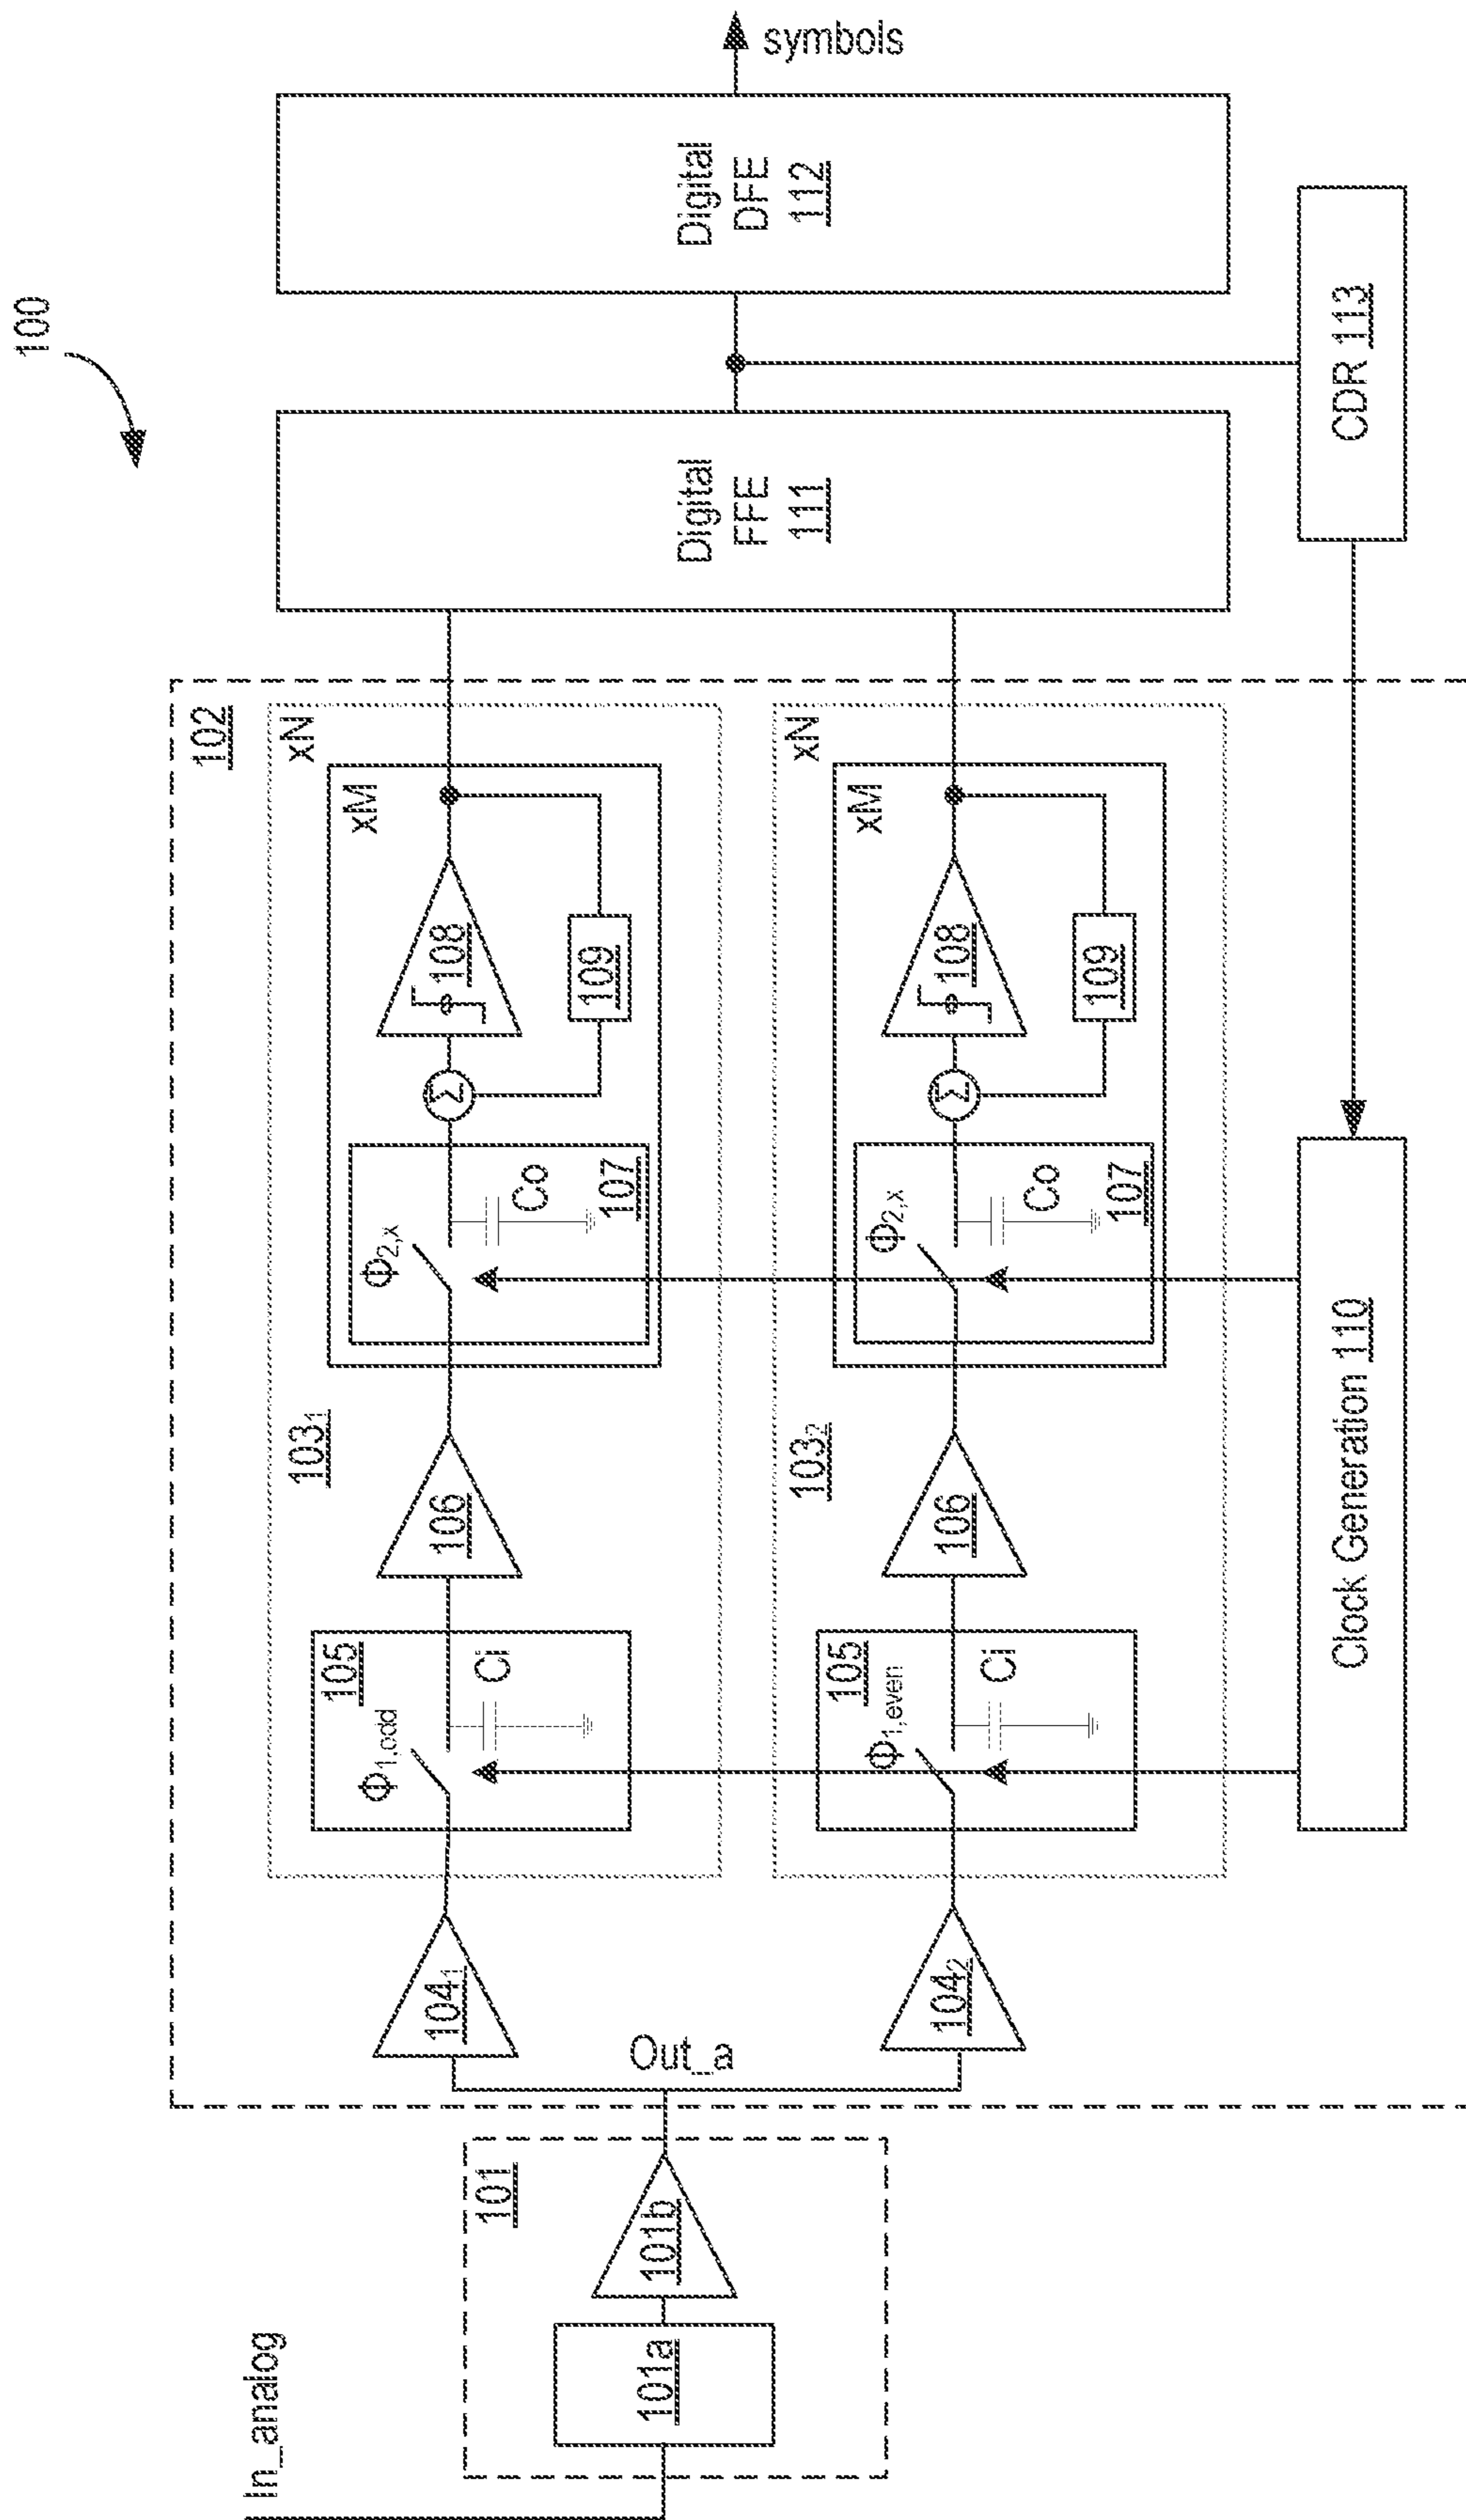 100
In_analog
101
101a
101b
Out_a
102
104₁
104₂
103₁
xN
105
Φ1,odd
Ci
106
xM
Φ2,x
Co
107
Σ
108
109
103₂
xN
105
Φ1,even
Ci
106
xM
Φ2,x
Co
107
Σ
108
109
Clock Generation 110
Digital
FFE
111
Digital
DFE
112
CDR 113
symbols